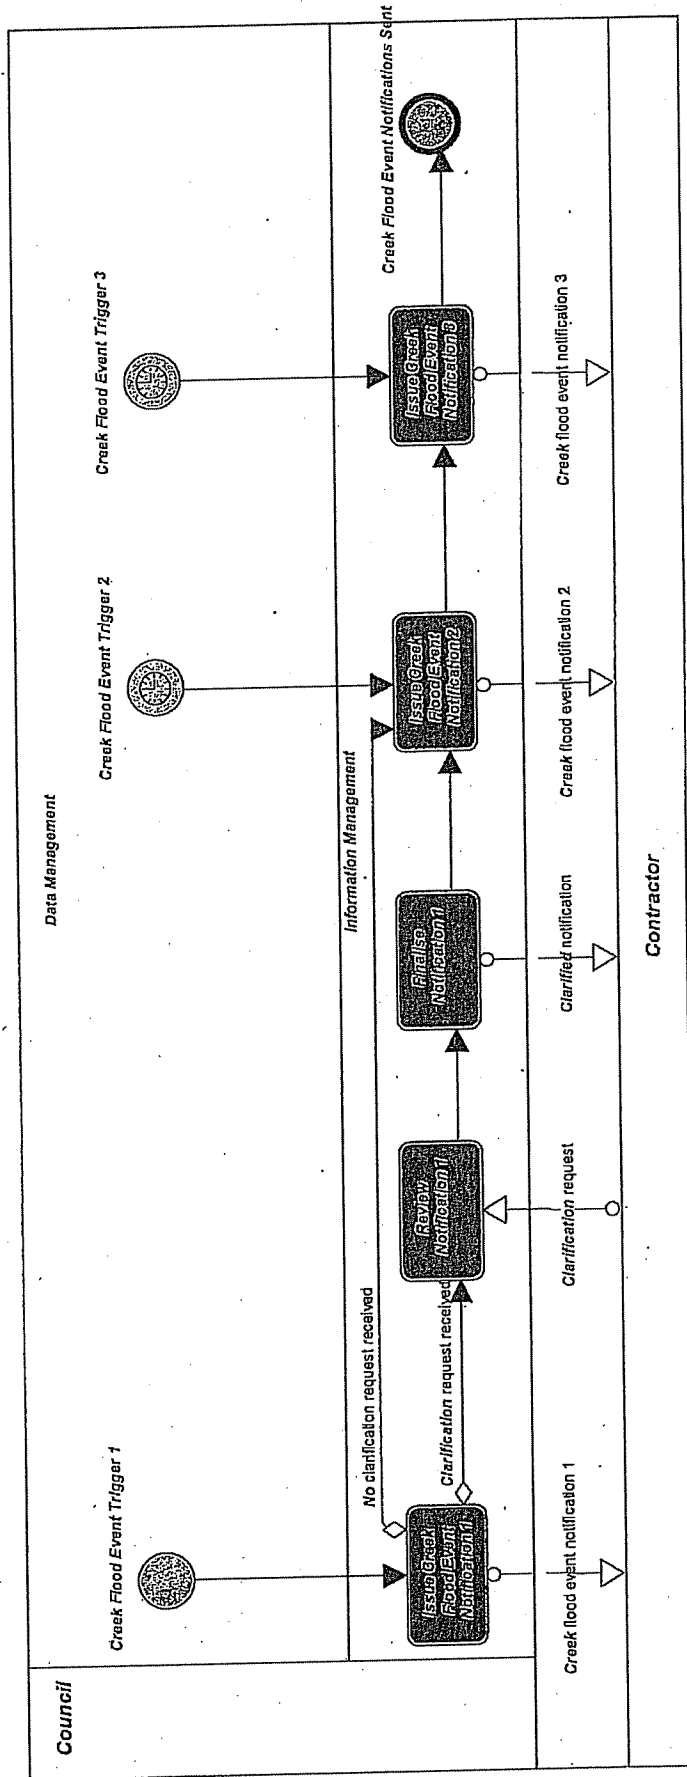 Council
Data Management
Creek Flood Event Trigger 1
Creek Flood Event Trigger 2
Creek Flood Event Trigger 3
Information Management
No clarification request received
Clarification request received
Issue Creek
Flood Event
Notification 1
Review
Notification 1
Finalise
Notification 1
Issue Creek
Flood Event
Notification 2
Issue Creek
Flood Event
Notification 3
Creek Flood Event Notifications Sent
Creek flood event notification 1
Clarification request
Clarified notification
Creek flood event notification 2
Creek flood event notification 3
Contractor